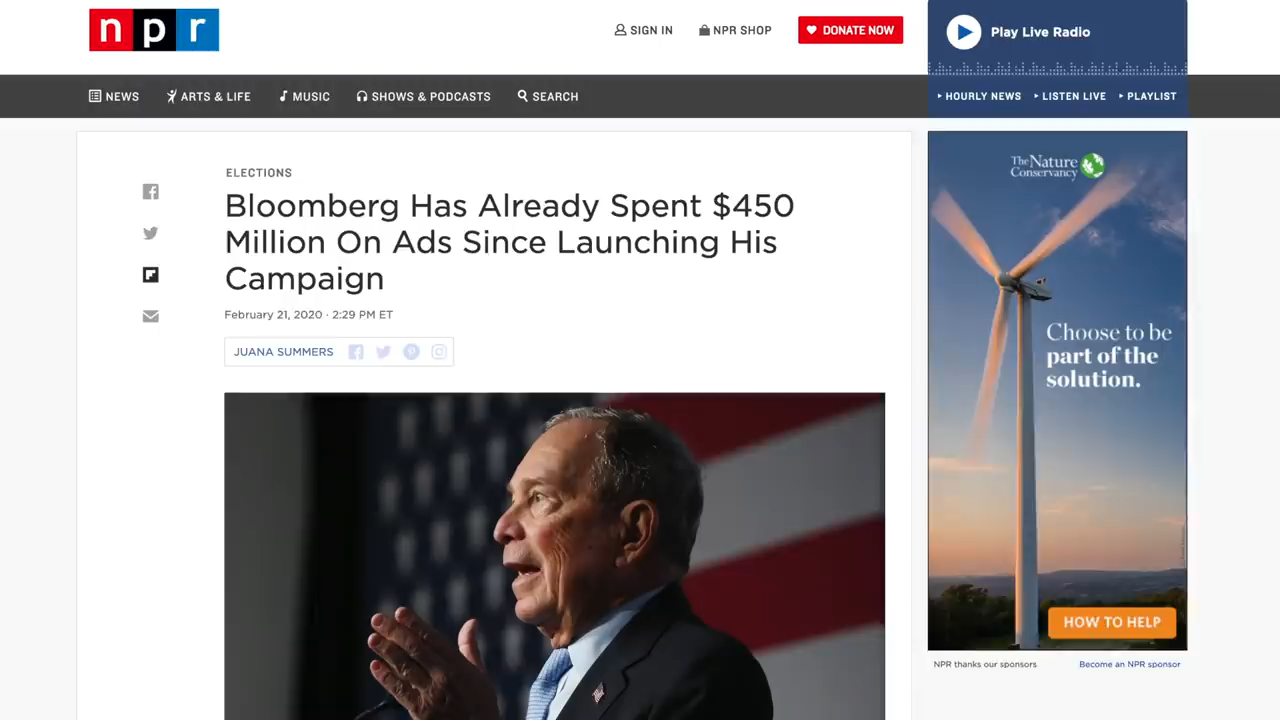 npr
SIGN IN
NPR SHOP
DONATE NOW
Play Live Radio
NEWS
ARTS & LIFE
MUSIC
SHOWS & PODCASTS
SEARCH
HOURLY NEWS
LISTEN LIVE
PLAYLIST
ELECTIONS
Bloomberg Has Already Spent $450
Million On Ads Since Launching His
Campaign
February 21, 2020 · 2:29 PM ET
JUANA SUMMERS
The Nature
Conservancy
Choose to be
part of the
solution.
HOW TO HELP
NPR thanks our sponsors
Become an NPR sponsor